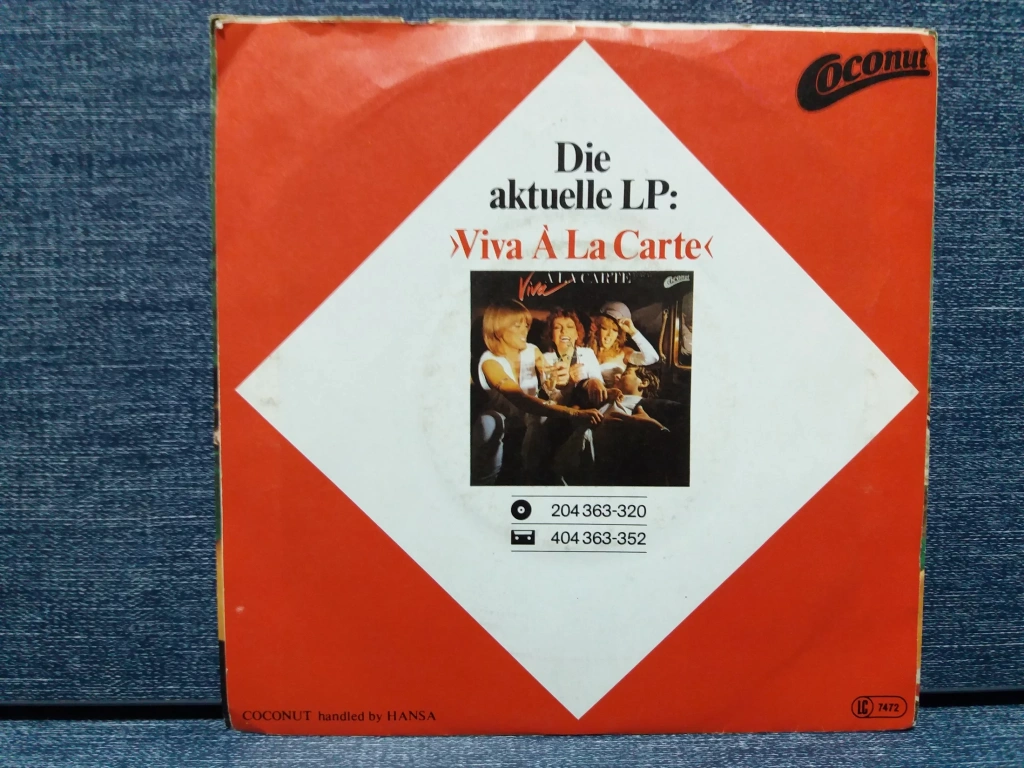 Coconut
Die
aktuelle LP:
›Viva À La Carte‹
Viva A LA CARTE
Coconut
204 363-320
404 363-352
COCONUT handled by HANSA
LC 7472